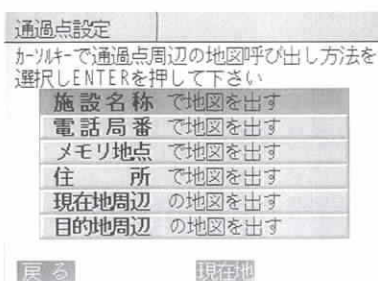 通過点設定
カーソルキーで通過点周辺の地図呼び出し方法を
選択しENTERを押して下さい
施設名称 で地図を出す
電話局番 で地図を出す
メモリ地点 で地図を出す
住　　所 で地図を出す
現在地周辺 の地図を出す
目的地周辺 の地図を出す
戻る 現在地